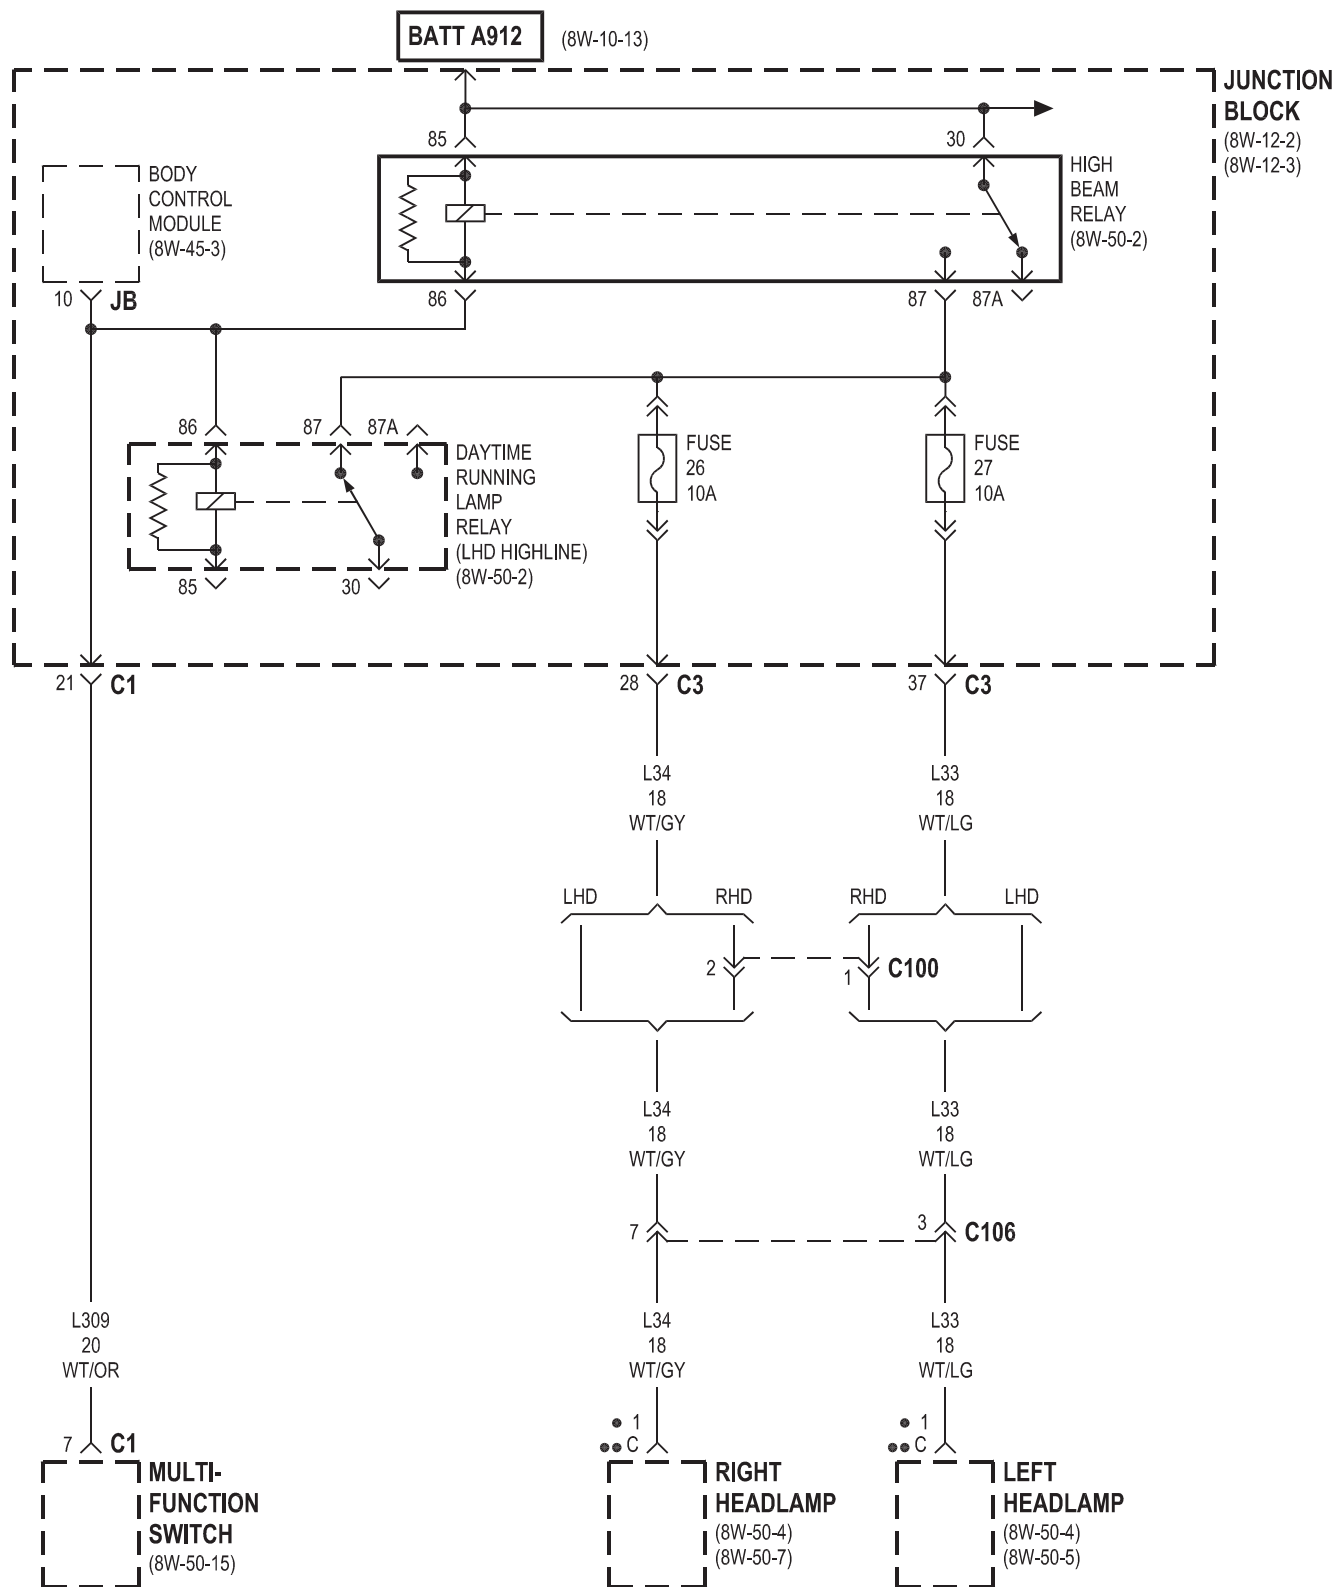 BATT A912
(8W-10-13)
JUNCTION
BLOCK
(8W-12-2)
(8W-12-3)
85
30
BODY
CONTROL
MODULE
(8W-45-3)
HIGH
BEAM
RELAY
(8W-50-2)
10
JB
86
87
87A
86
87
87A
DAYTIME
RUNNING
LAMP
RELAY
(LHD HIGHLINE)
(8W-50-2)
FUSE
26
10A
FUSE
27
10A
85
30
21
C1
28
C3
37
C3
L34
18
WT/GY
L33
18
WT/LG
LHD
RHD
RHD
LHD
2
1
C100
L34
18
WT/GY
L33
18
WT/LG
7
3
C106
L309
20
WT/OR
L34
18
WT/GY
L33
18
WT/LG
1
C
1
C
7
C1
MULTI-
FUNCTION
SWITCH
(8W-50-15)
RIGHT
HEADLAMP
(8W-50-4)
(8W-50-7)
LEFT
HEADLAMP
(8W-50-4)
(8W-50-5)